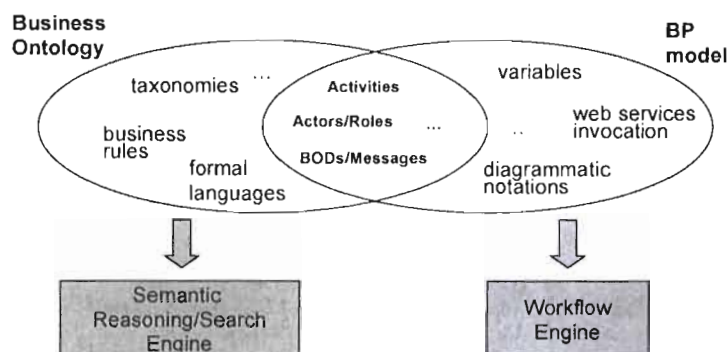 Business
Ontology
BP
model
taxonomies ...
business
rules
formal
languages
Activities
Actors/Roles ...
BODs/Messages
variables
..
web services
invocation
diagrammatic
notations
Semantic
Reasoning/Search
Engine
Workflow
Engine